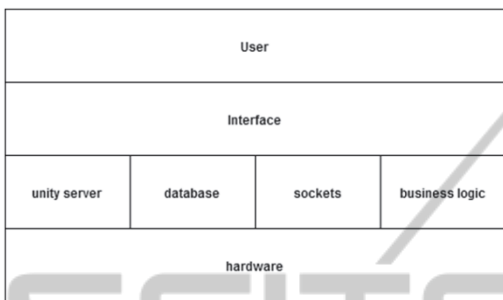 User
Interface
unity server database sockets business logic
hardware